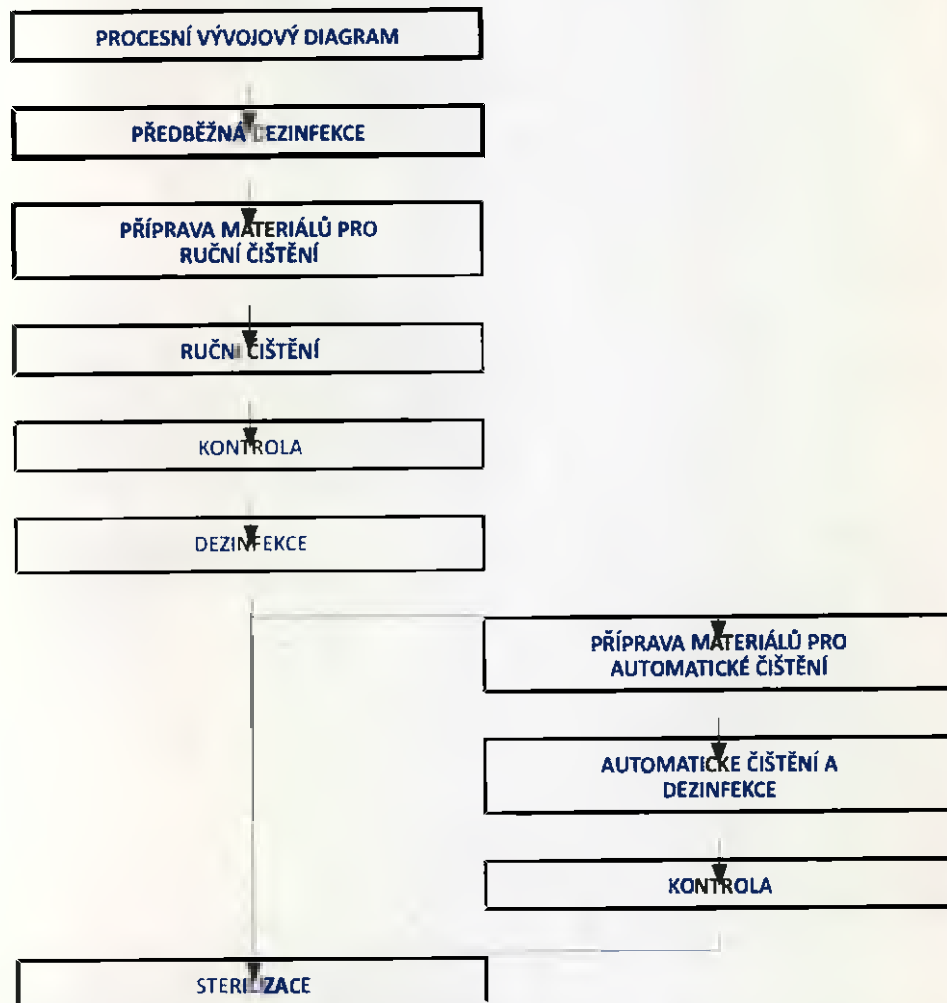 PROCESNÍ VÝVOJOVÝ DIAGRAM
PŘEDBĚŽNÁ DEZINFEKCE
PŘÍPRAVA MATERIÁLŮ PRO
RUČNÍ ČIŠTĚNÍ
RUČNÍ ČIŠTĚNÍ
KONTROLA
DEZINFEKCE
PŘÍPRAVA MATERIÁLŮ PRO
AUTOMATICKÉ ČIŠTĚNÍ
AUTOMATICKE ČIŠTĚNÍ A
DEZINFEKCE
KONTROLA
STERILIZACE